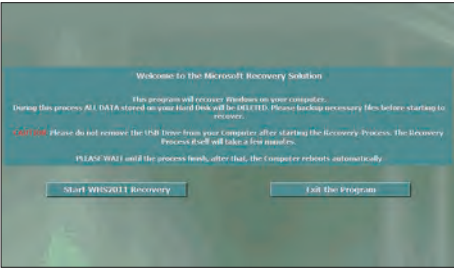 Welcome to the Microsoft Recovery Solution
This program will recover Windows on your computer.
During this process ALL DATA stored on your Hard Disk will be DELETED. Please backup necessary files before starting to
recover.
Please do not remove the USB Drive from your Computer after starting the Recovery-Process. The Recovery
Process itself will take a few minutes.
PLEASE WAIT until the process finish, after that, the Computer reboots automatically
Start WHS2011 Recovery
Exit the Program